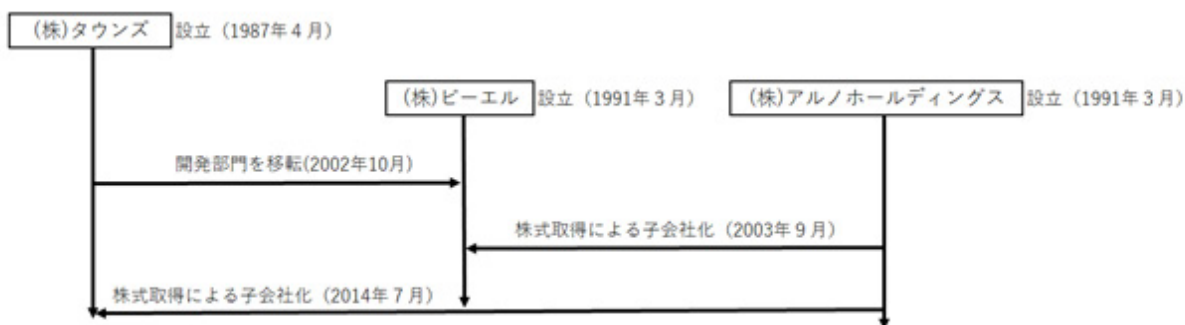 (株)タウンズ 設立（1987年４月）
(株)ビーエル 設立（1991年３月） (株)アルノホールディングス 設立（1991年３月）
開発部門を移転(2002年10月)
株式取得による子会社化（2003年９月）
株式取得による子会社化（2014年７月）